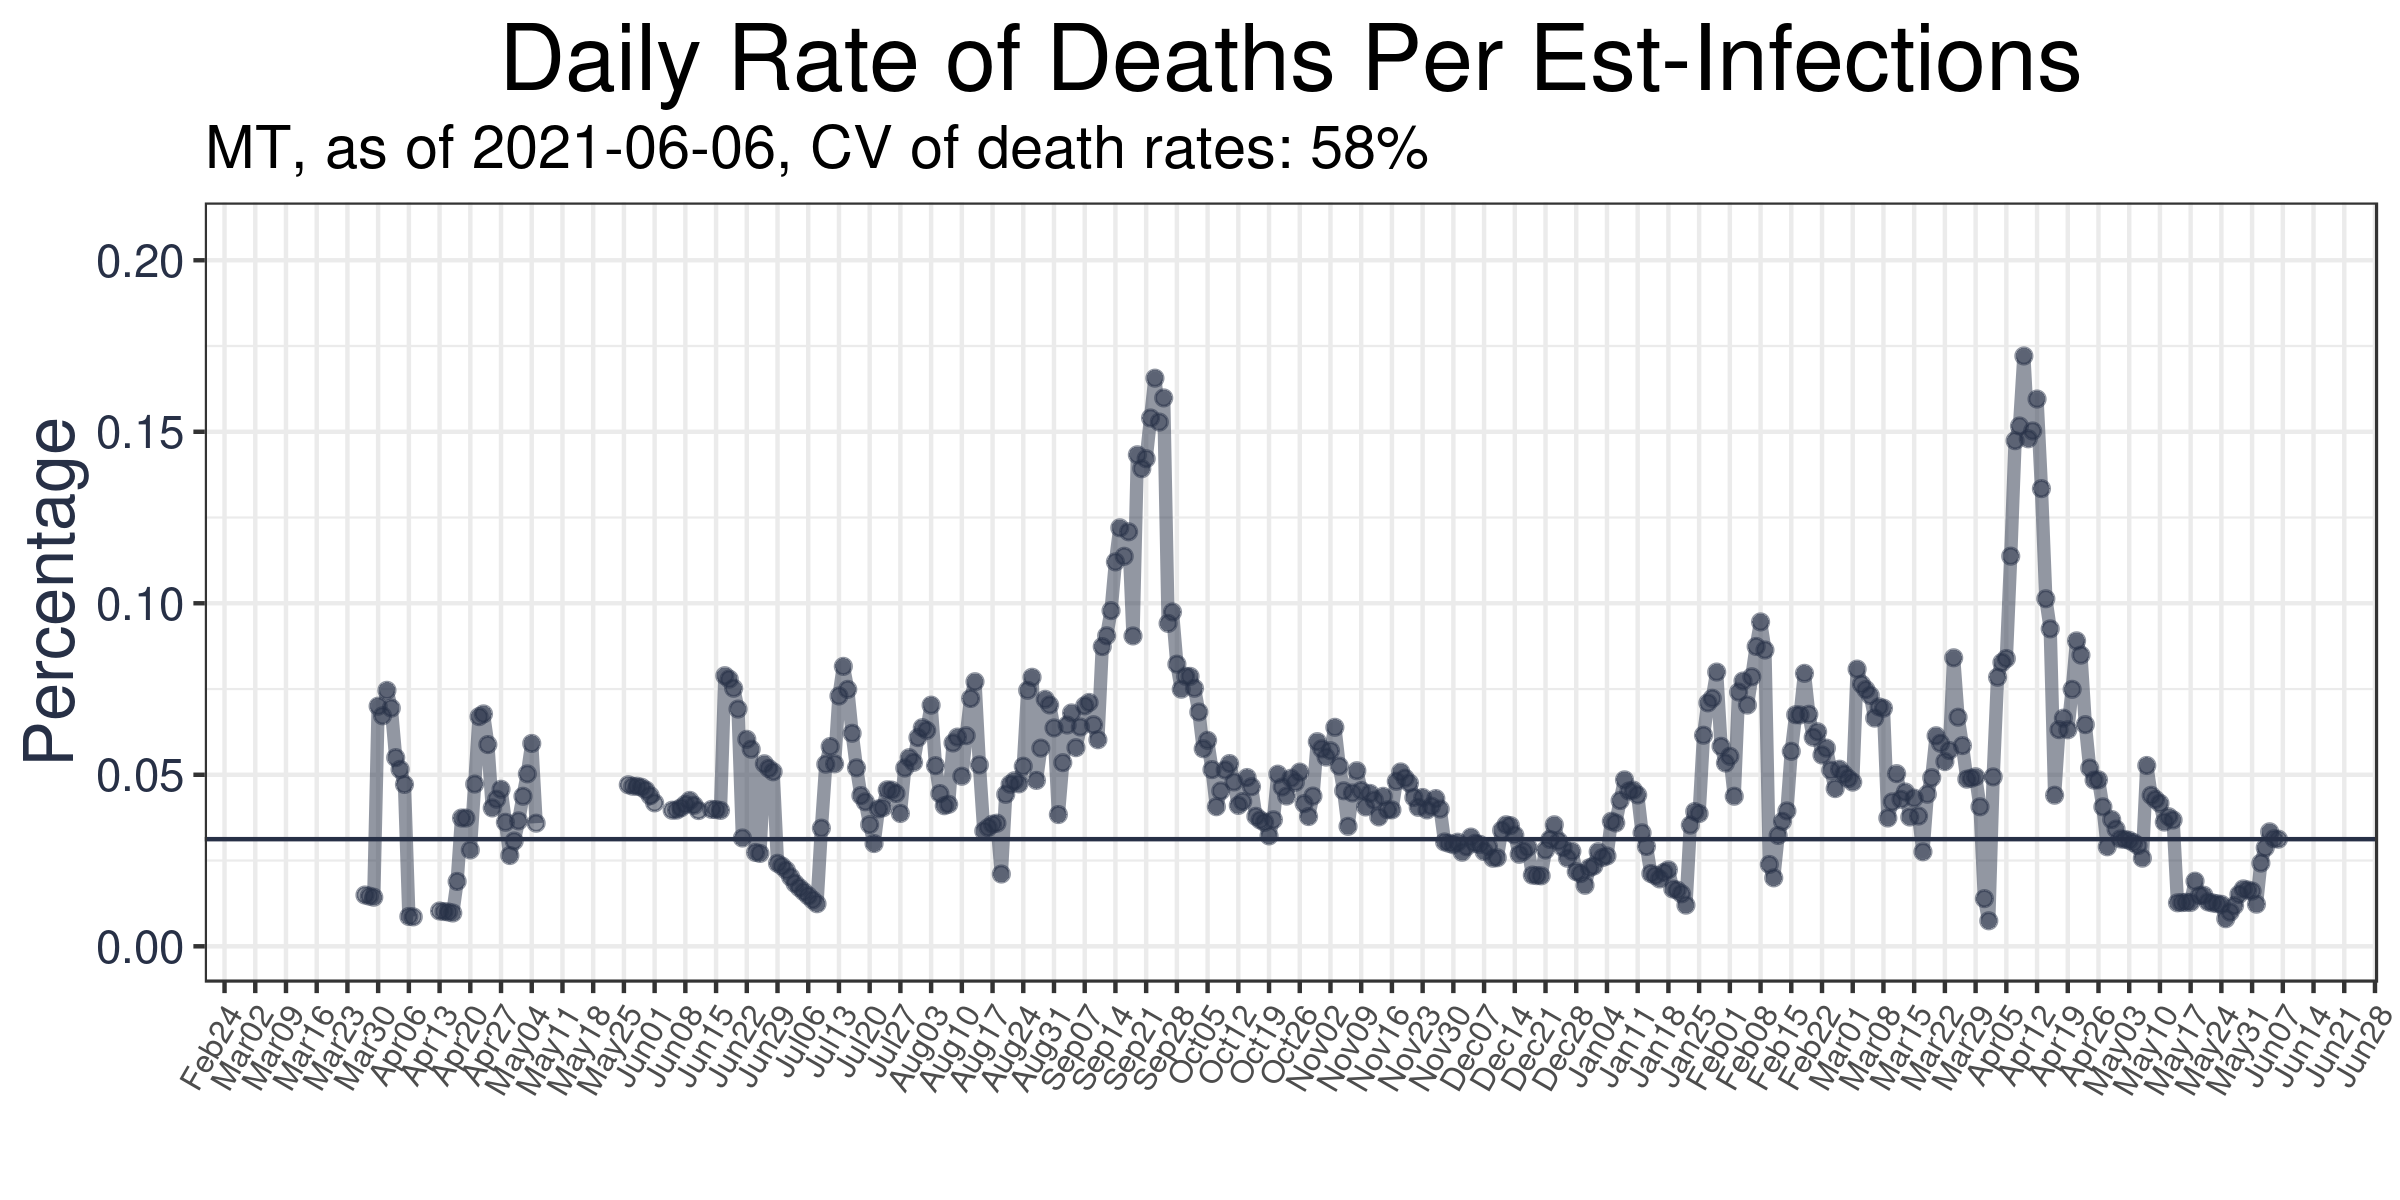 Daily Rate of Deaths Per Est-Infections
MT, as of 2021-06-06, CV of death rates: 58%
Percentage
0.20
0.15
0.10
0.05
0.00
Feb24
Mar02
Mar09
Mar16
Mar23
Mar30
Apr06
Apr13
Apr20
Apr27
May04
May11
May18
May25
Jun01
Jun08
Jun15
Jun22
Jun29
Jul06
Jul13
Jul20
Jul27
Aug03
Aug10
Aug17
Aug24
Aug31
Sep07
Sep14
Sep21
Sep28
Oct05
Oct12
Oct19
Oct26
Nov02
Nov09
Nov16
Nov23
Nov30
Dec07
Dec14
Dec21
Dec28
Jan04
Jan11
Jan18
Jan25
Feb01
Feb08
Feb15
Feb22
Mar01
Mar08
Mar15
Mar22
Mar29
Apr05
Apr12
Apr19
Apr26
May03
May10
May17
May24
May31
Jun07
Jun14
Jun21
Jun28